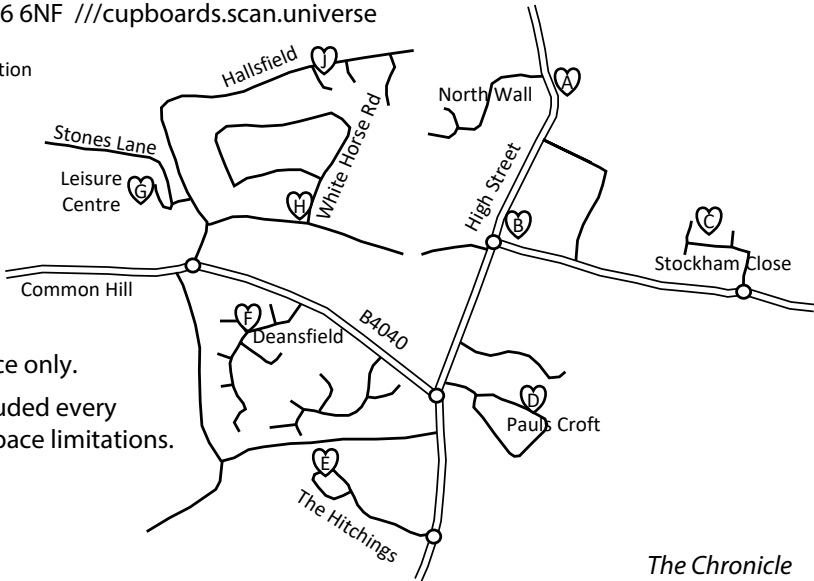 6 6NF ///cupboards.scan.universe
tion
Hallsfield
J
A
North Wall
Stones Lane
White Horse Rd
Leisure
Centre
G
H
High Street
B
C
Stockham Close
Common Hill
F
Deansfield
B4040
ce only.
uded every
pace limitations.
D
Pauls Croft
E
The Hitchings
The Chronicle